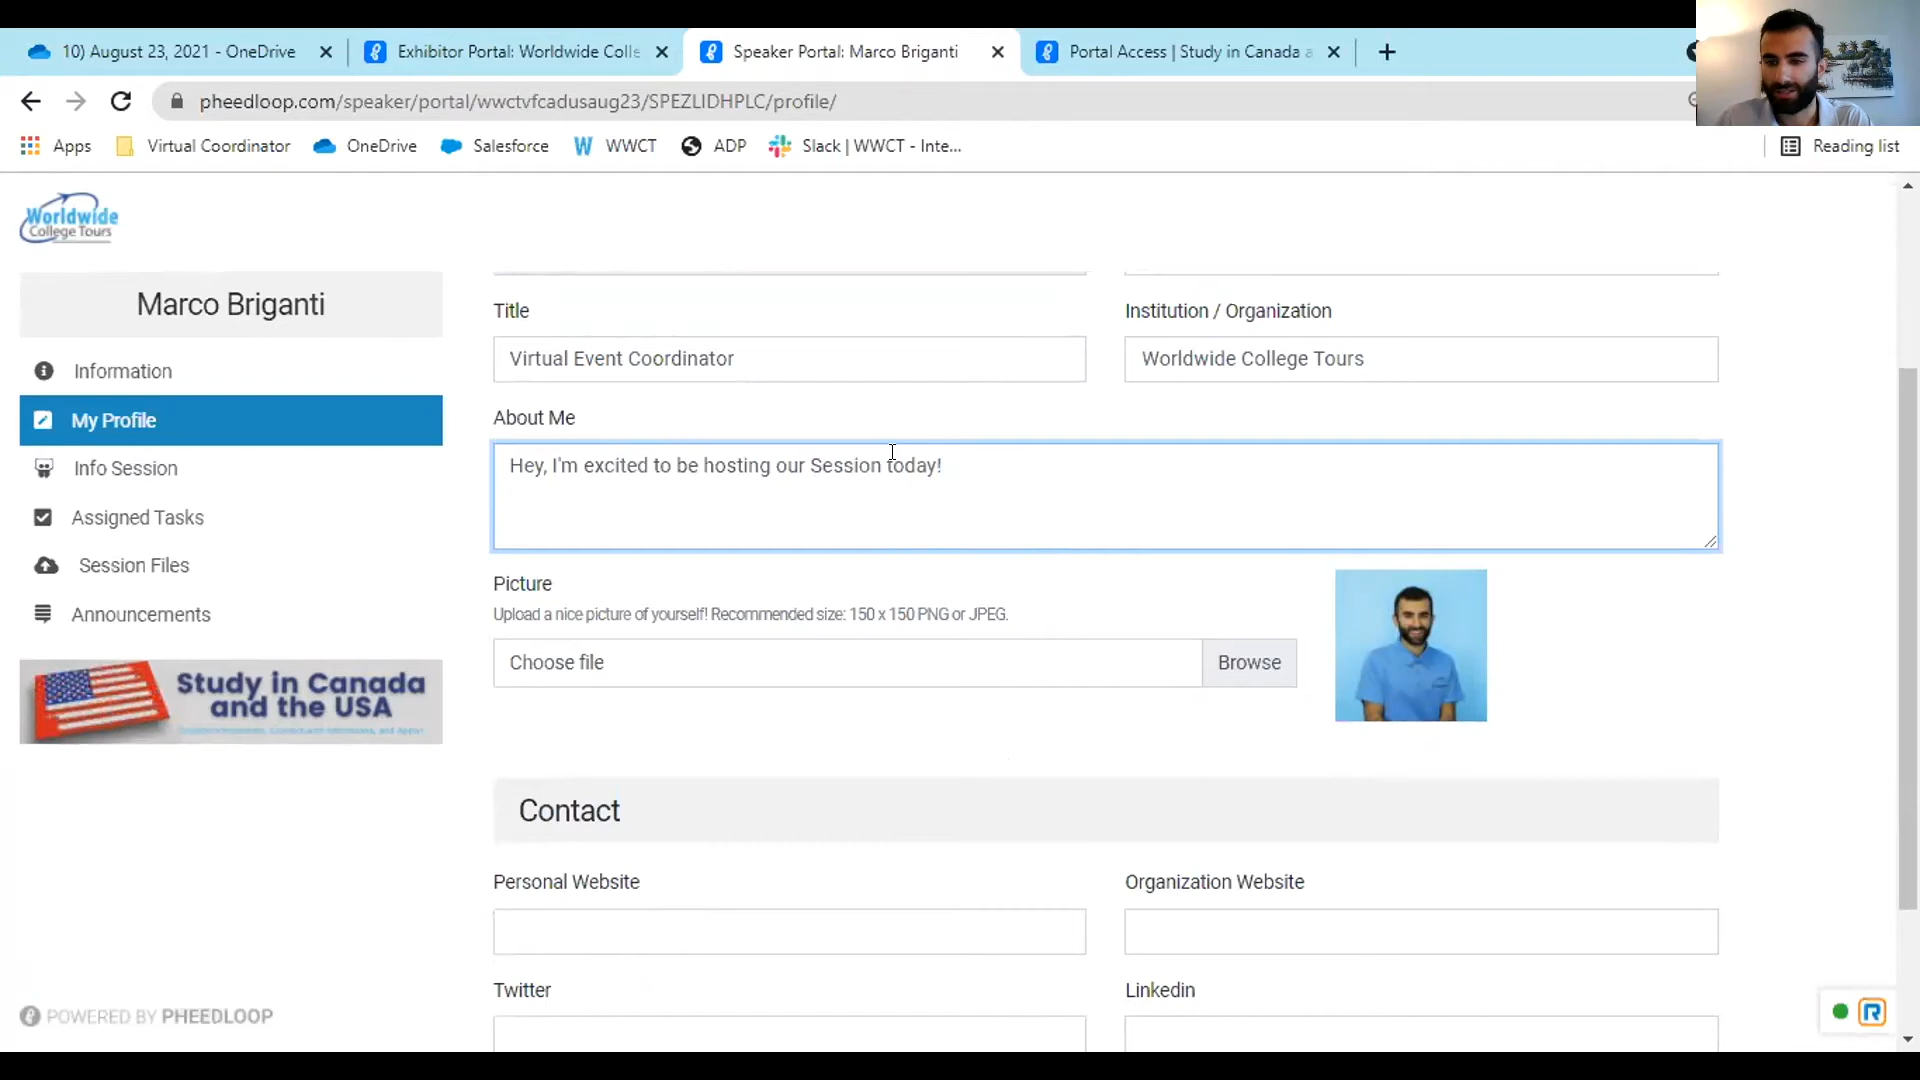 10) August 23, 2021 - OneDrive
Exhibitor Portal: Worldwide Colle
Speaker Portal: Marco Briganti
Portal Access | Study in Canada a
pheedloop.com/speaker/portal/wwctvfcadusaug23/SPEZLIDHPLC/profile/
Apps
Virtual Coordinator
OneDrive
Salesforce
WWCT
ADP
Slack | WWCT - Inte...
Reading list
Worldwide
College Tours
Marco Briganti
Information
My Profile
Info Session
Assigned Tasks
Session Files
Announcements
Study in Canada
and the USA
POWERED BY PHEEDLOOP
Title
Institution / Organization
Virtual Event Coordinator
Worldwide College Tours
About Me
Hey, I'm excited to be hosting our Session today!
Picture
Upload a nice picture of yourself! Recommended size: 150 x 150 PNG or JPEG.
Choose file
Browse
Contact
Personal Website
Organization Website
Twitter
Linkedin